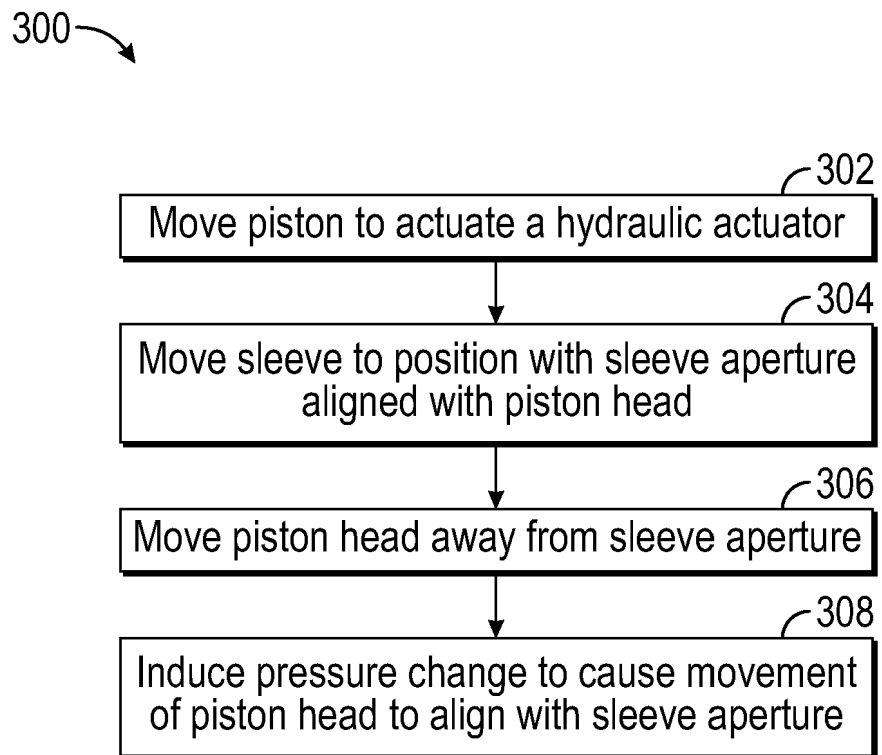 300
302
Move piston to actuate a hydraulic actuator
304
Move sleeve to position with sleeve aperture
aligned with piston head
306
Move piston head away from sleeve aperture
308
Induce pressure change to cause movement
of piston head to align with sleeve aperture